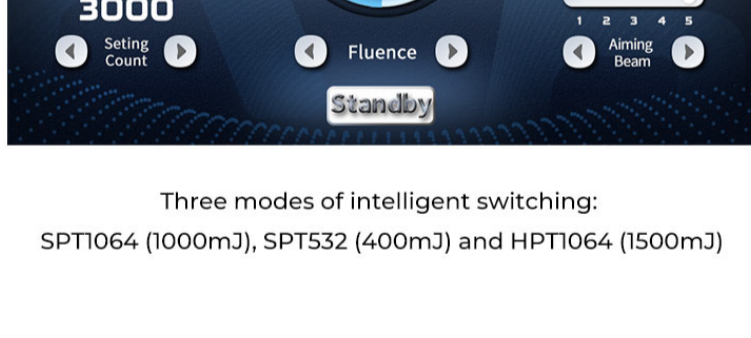 3000
1 2 3 4 5
Seting
Count
Fluence
Aiming
Beam
Standby
Three modes of intelligent switching:
SPT1064 (1000mJ), SPT532 (400mJ) and HPT1064 (1500mJ)